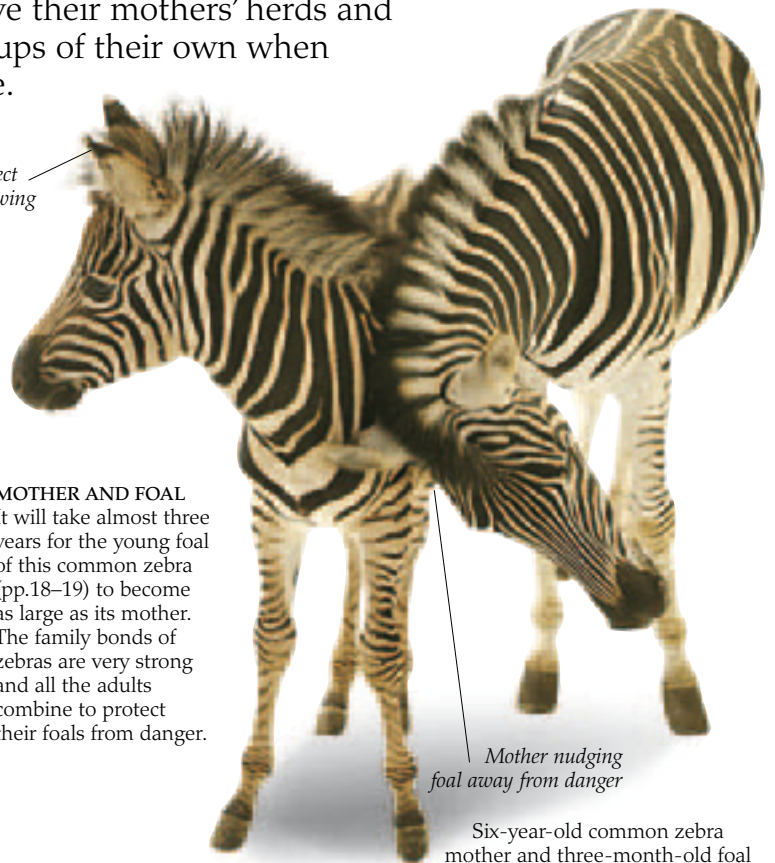 ve their mothers’ herds and
ups of their own when
e.
ect
wing
MOTHER AND FOAL
It will take almost three
years for the young foal
of this common zebra
(pp.18–19) to become
as large as its mother.
The family bonds of
zebras are very strong
and all the adults
combine to protect
their foals from danger.
Mother nudging
foal away from danger
Six-year-old common zebra
mother and three-month-old foal